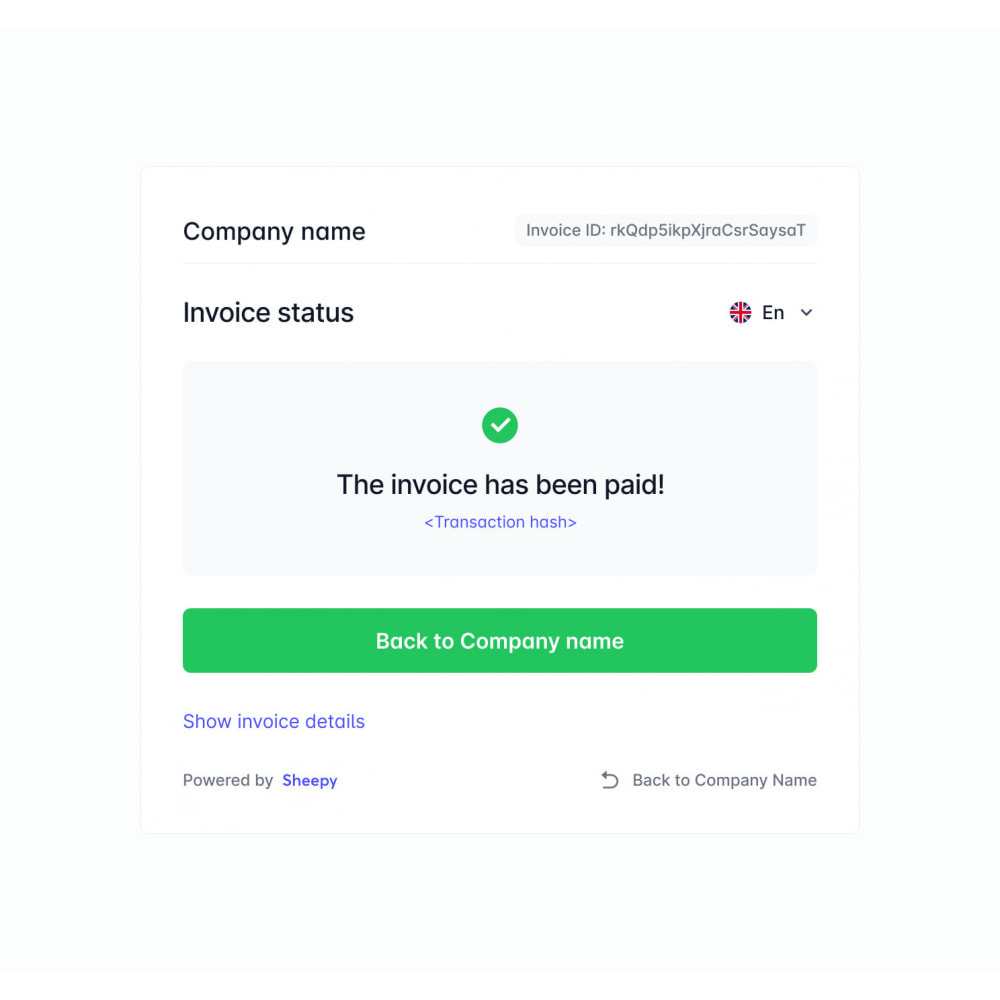 Company name
Invoice ID: rkQdp5ikpXjraCsrSaysaT
Invoice status
En
The invoice has been paid!
<Transaction hash>
Back to Company name
Show invoice details
Powered by Sheepy
Back to Company Name